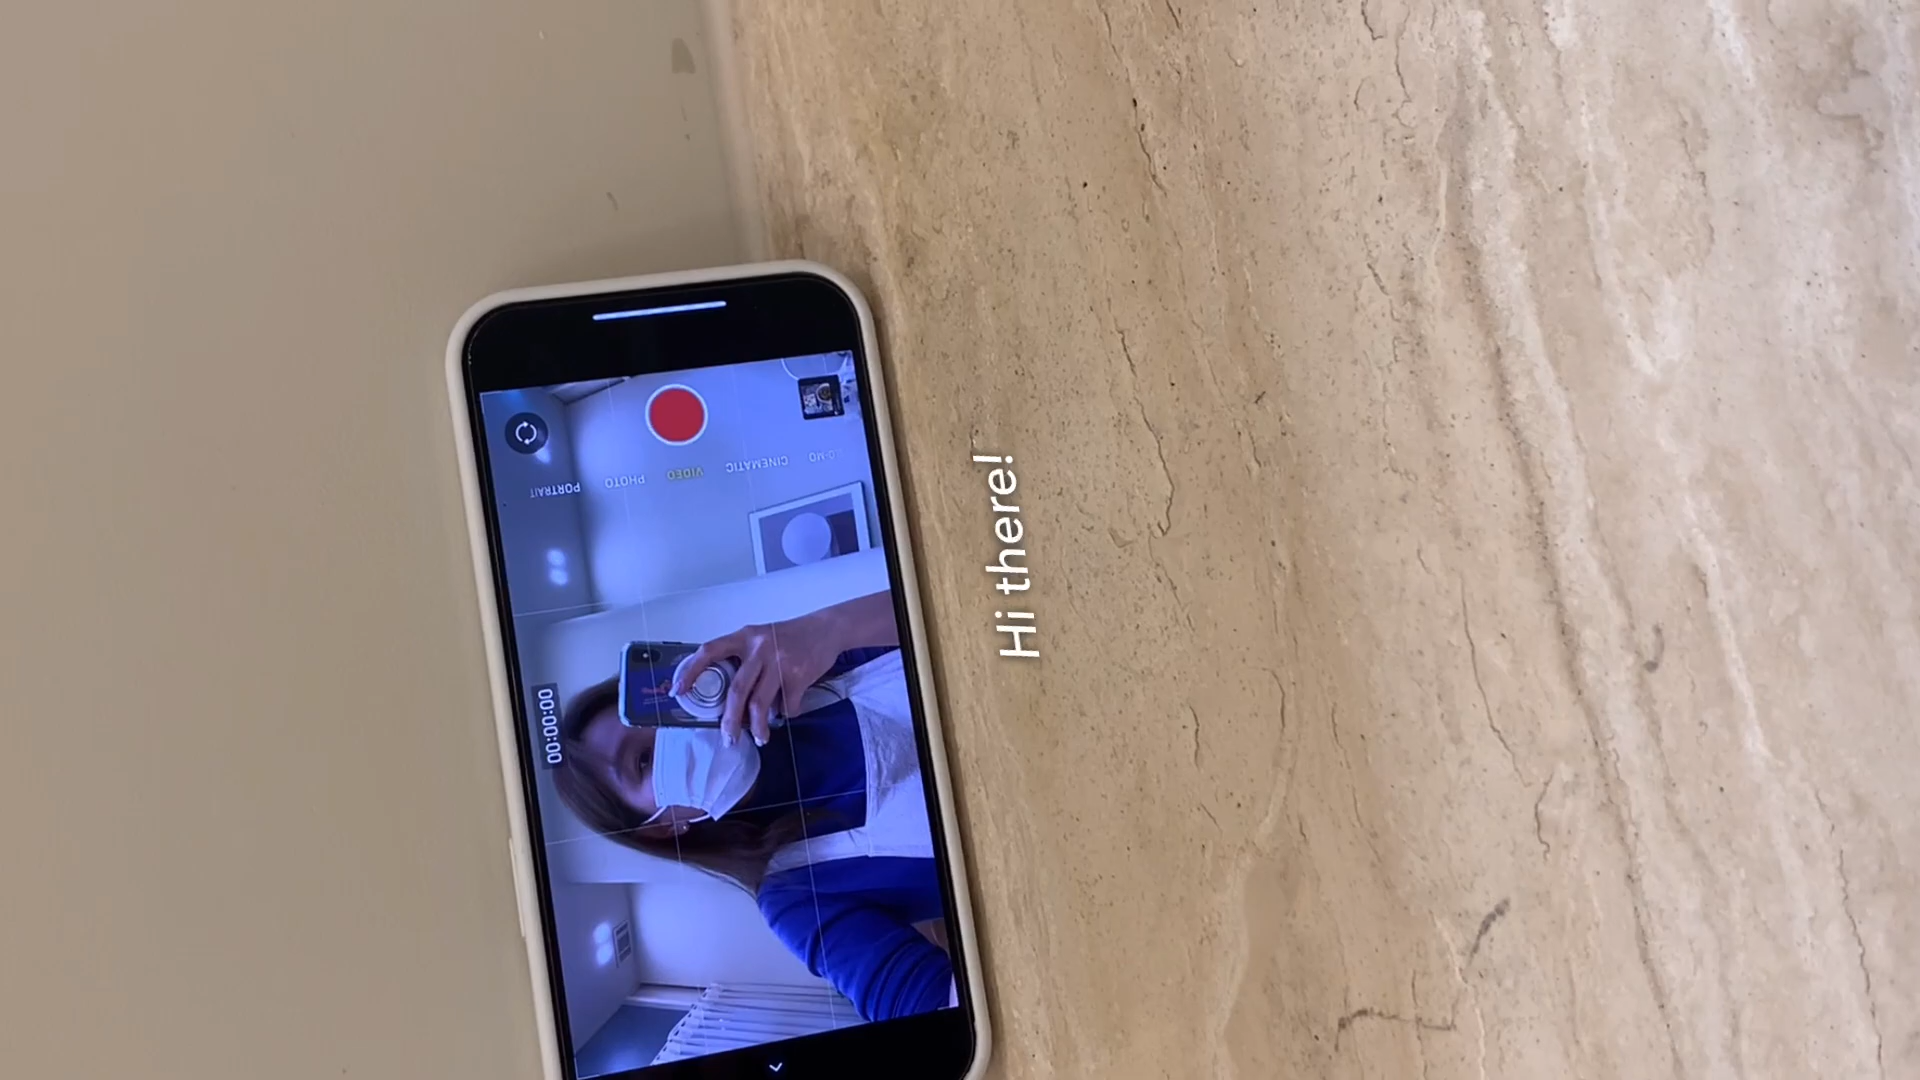 Hi there!
PORTRAIT
PHOTO
VIDEO
CINEMATIC
00:00:00